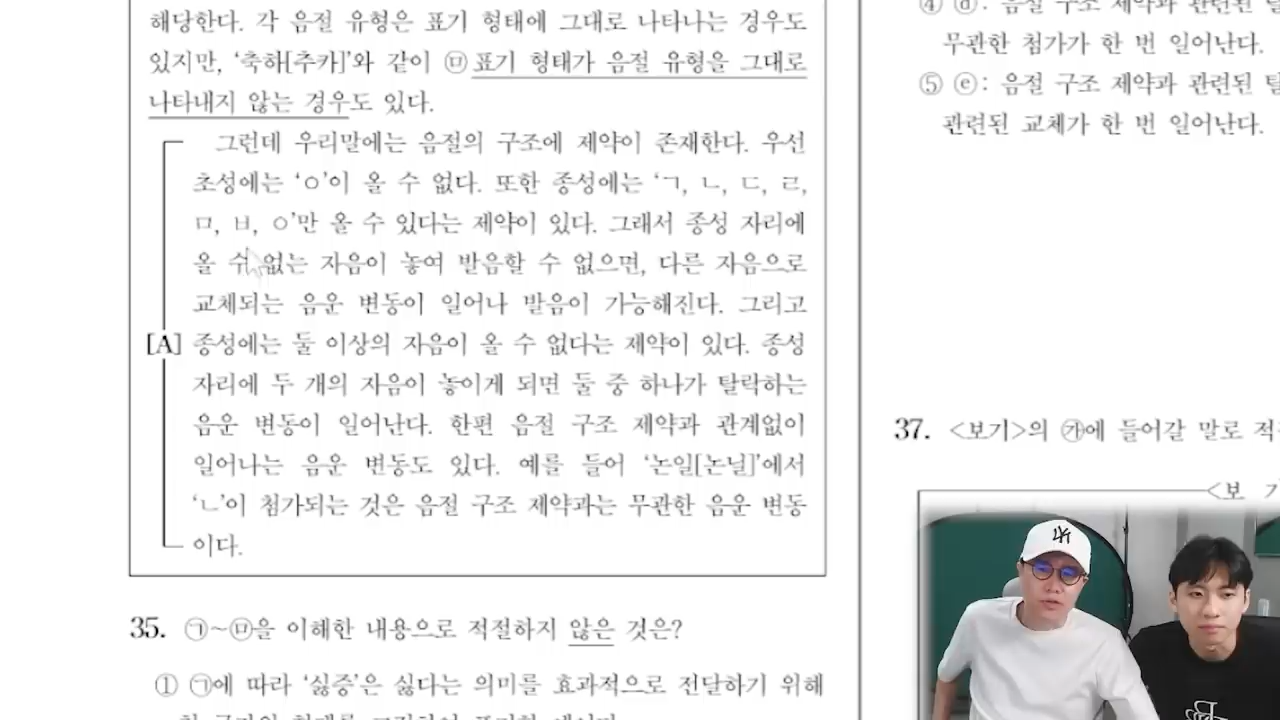 해당한다. 각 음절 유형은 표기 형태에 그대로 나타나는 경우도
있지만, ‘축하[추카]’와 같이 ㉤표기 형태가 음절 유형을 그대로
나타내지 않는 경우도 있다.
그런데 우리말에는 음절의 구조에 제약이 존재한다. 우선
초성에는 ‘ㅇ’이 올 수 없다. 또한 종성에는 ‘ㄱ, ㄴ, ㄷ, ㄹ,
ㅁ, ㅂ, ㅇ’만 올 수 있다는 제약이 있다. 그래서 종성 자리에
올 수 없는 자음이 놓여 발음할 수 없으면, 다른 자음으로
교체되는 음운 변동이 일어나 발음이 가능해진다. 그리고
[A] 종성에는 둘 이상의 자음이 올 수 없다는 제약이 있다. 종성
자리에 두 개의 자음이 놓이게 되면 둘 중 하나가 탈락하는
음운 변동이 일어난다. 한편 음절 구조 제약과 관계없이
일어나는 음운 변동도 있다. 예를 들어 ‘논일[논닐]’에서
‘ㄴ’이 첨가되는 것은 음절 구조 제약과는 무관한 음운 변동
이다.
35. ㉠~㉤을 이해한 내용으로 적절하지 않은 것은?
① ㉠에 따라 ‘싫증’은 싫다는 의미를 효과적으로 전달하기 위해
④ ⓓ: 음절 구조 제약과 관련된
무관한 첨가가 한 번 일어난다.
⑤ ⓔ: 음절 구조 제약과 관련된
관련된 교체가 한 번 일어난다.
37. <보기>의 ㉮에 들어갈 말로
<보 기